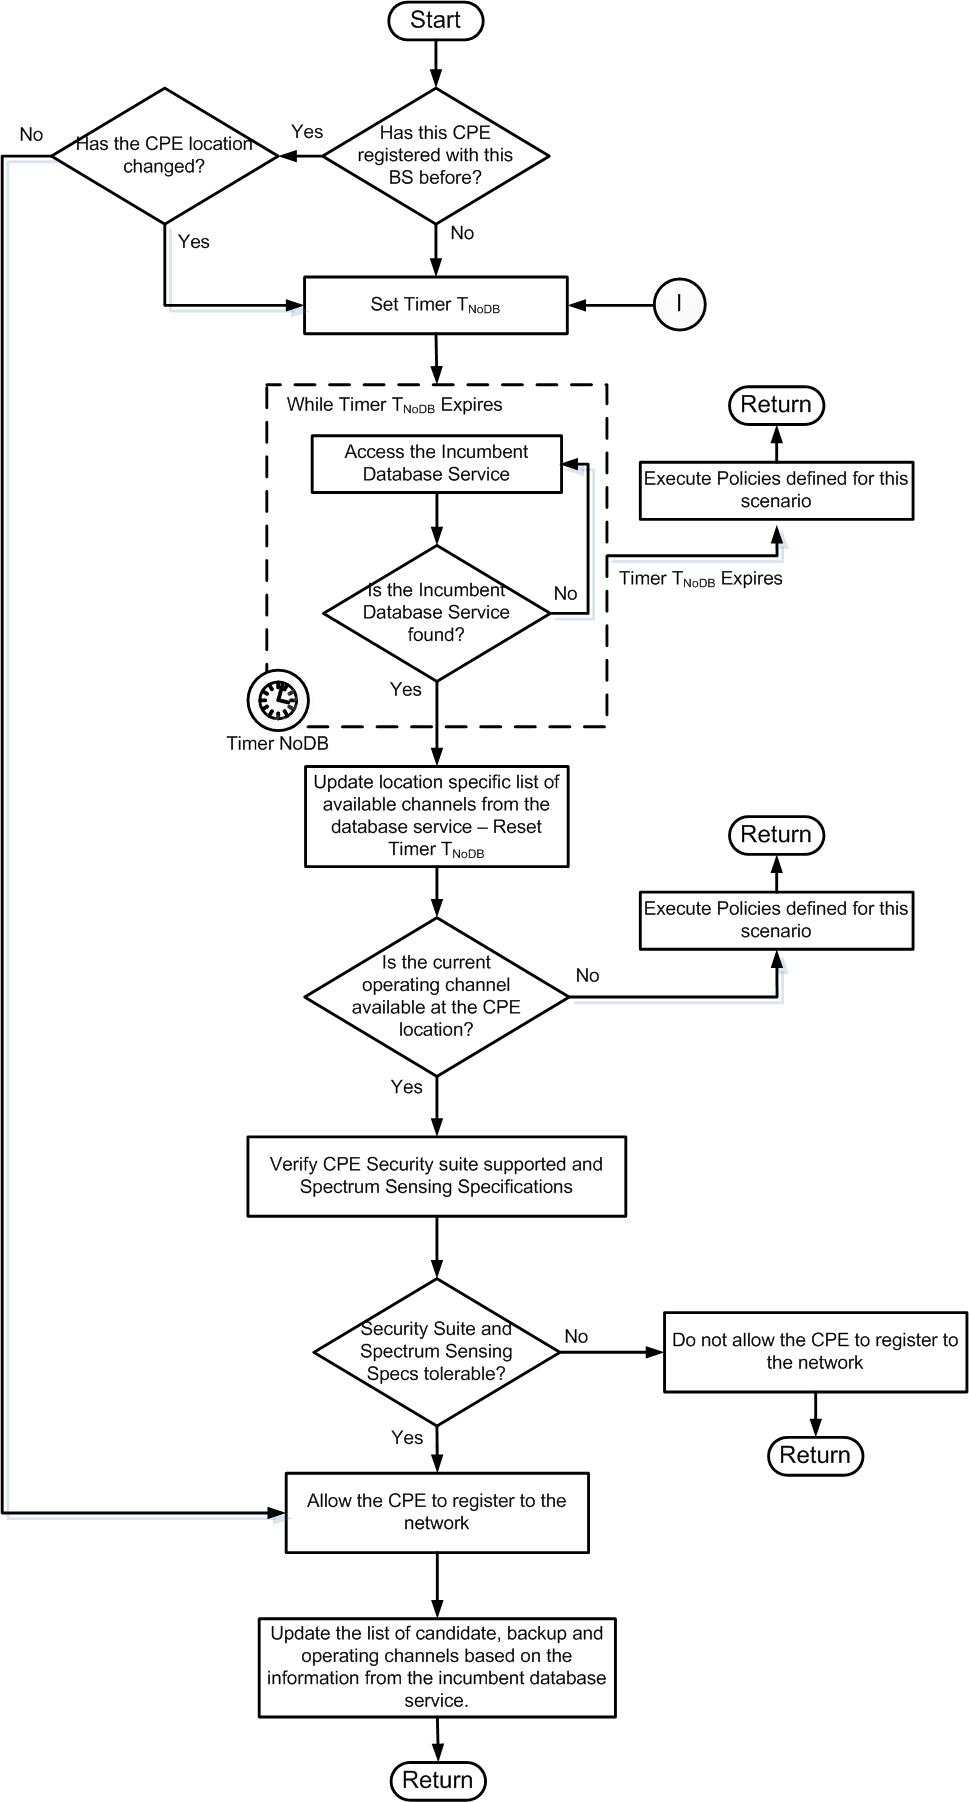 Start
No
Has the CPE location
changed?
Yes
Has this CPE
registered with this
BS before?
Yes
No
Set Timer TNoDB
I
While Timer TNoDB Expires
Access the Incumbent
Database Service
Return
Execute Policies defined for this
scenario
Timer TNoDB Expires
Is the Incumbent
Database Service
found?
No
Yes
Timer NoDB
Update location specific list of
available channels from the
database service – Reset
Timer TNoDB
Return
Execute Policies defined for this
scenario
Is the current
operating channel
available at the CPE
location?
No
Yes
Verify CPE Security suite supported and
Spectrum Sensing Specifications
Security Suite and
Spectrum Sensing
Specs tolerable?
No
Do not allow the CPE to register to
the network
Return
Yes
Allow the CPE to register to the
network
Update the list of candidate, backup and
operating channels based on the
information from the incumbent database
service.
Return